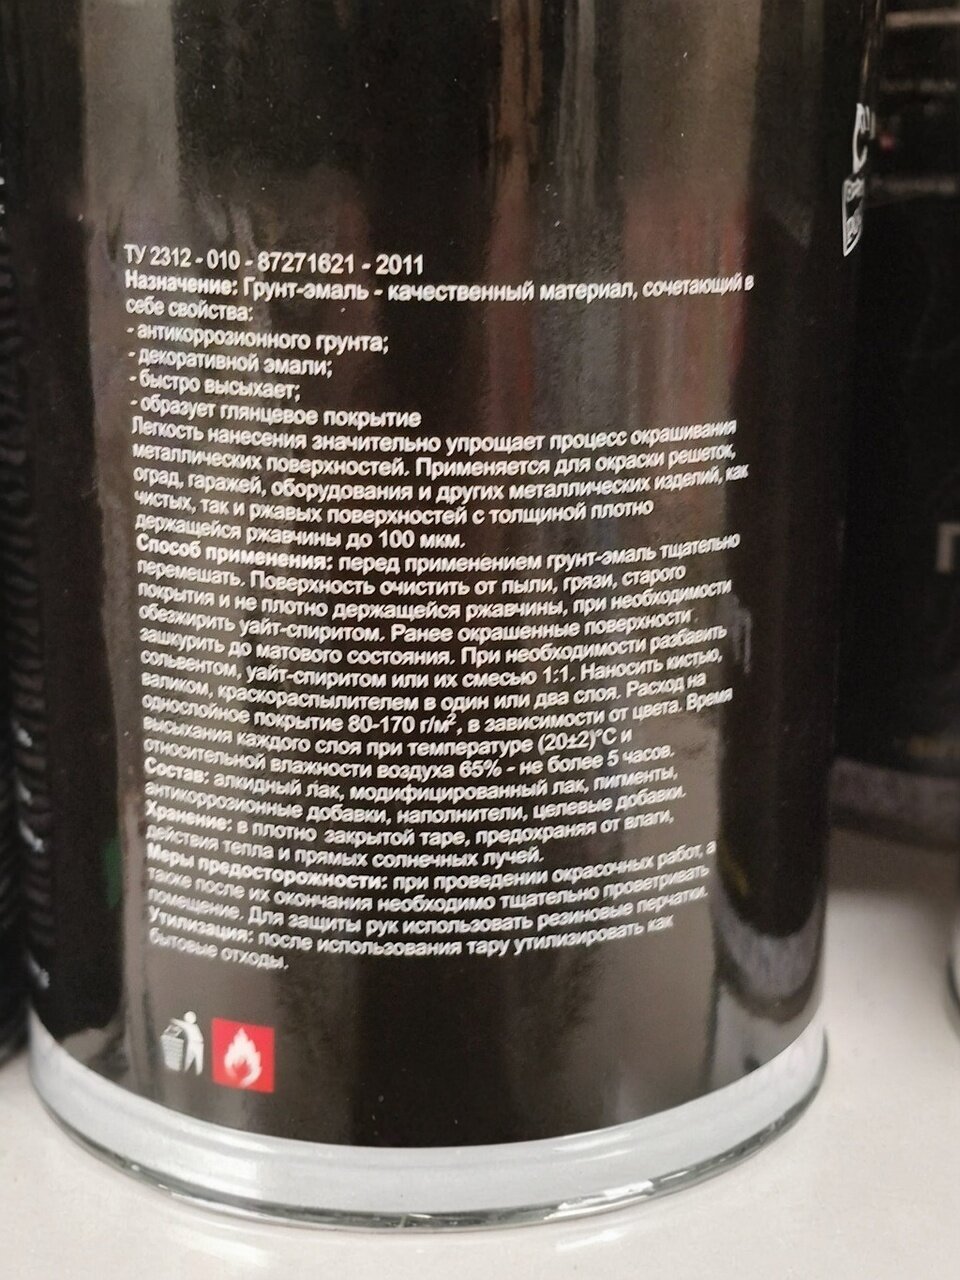 ТУ 2312 - 010 - 87271621 - 2011
Назначение: Грунт-эмаль - качественный материал, сочетающий в
себе свойства:
- антикоррозионного грунта;
- декоративной эмали;
- быстро высыхает;
- образует глянцевое покрытие
Легкость нанесения значительно упрощает процесс окрашивания
металлических поверхностей. Применяется для окраски решеток,
оград, гаражей, оборудования и других металлических изделий, как
чистых, так и ржавых поверхностей с толщиной плотно
держащейся ржавчины до 100 мкм.
Способ применения: перед применением грунт-эмаль тщательно
перемешать. Поверхность очистить от пыли, грязи, старого
покрытия и не плотно держащейся ржавчины, при необходимости
обезжирить уайт-спиритом. Ранее окрашенные поверхности
зашкурить до матового состояния. При необходимости разбавить
сольвентом, уайт-спиритом или их смесью 1:1. Наносить кистью,
валиком, краскораспылителем в один или два слоя. Расход на
однослойное покрытие 80-170 г/м², в зависимости от цвета. Время
высыхания каждого слоя при температуре (20±2)°С и
относительной влажности воздуха 65% - не более 5 часов.
Состав: алкидный лак, модифицированный лак, пигменты,
антикоррозионные добавки, наполнители, целевые добавки.
Хранение: в плотно закрытой таре, предохраняя от влаги,
действия тепла и прямых солнечных лучей.
Меры предосторожности: при проведении окрасочных работ, а
также после их окончания необходимо тщательно проветривать
помещение. Для защиты рук использовать резиновые перчатки.
Утилизация: после использования тару утилизировать как
бытовые отходы.